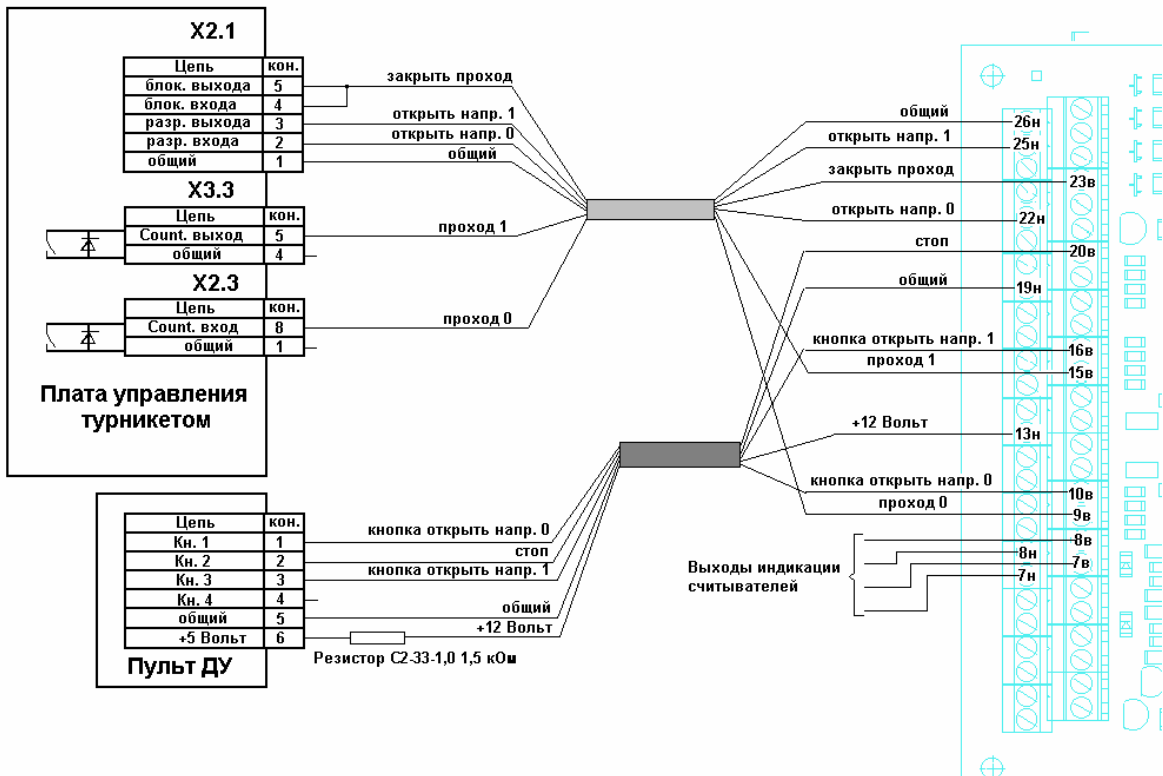 X2.1
Цепь кон.
блок. выхода 5
блок. входа 4
разр. выхода 3
разр. входа 2
общий 1
X3.3
Цепь кон.
Count. выход 5
общий 4
X2.3
Цепь кон.
Count. вход 8
общий 1
Плата управления
турникетом
закрыть проход
открыть напр. 1
открыть напр. 0
общий
проход 1
проход 0
Цепь кон.
Кн. 1 1
Кн. 2 2
Кн. 3 3
Кн. 4 4
общий 5
+5 Вольт 6
Пульт ДУ
кнопка открыть напр. 0
стоп
кнопка открыть напр. 1
общий
+12 Вольт
Резистор С2-33-1,0 1,5 кОм
общий
26н
открыть напр. 1
25н
закрыть проход
23в
открыть напр. 0
22н
стоп
20в
общий
19н
кнопка открыть напр. 1
16в
проход 1
15в
+12 Вольт
13н
кнопка открыть напр. 0
10в
проход 0
9в
8в
8н
7в
7н
Выходы индикации
считывателей